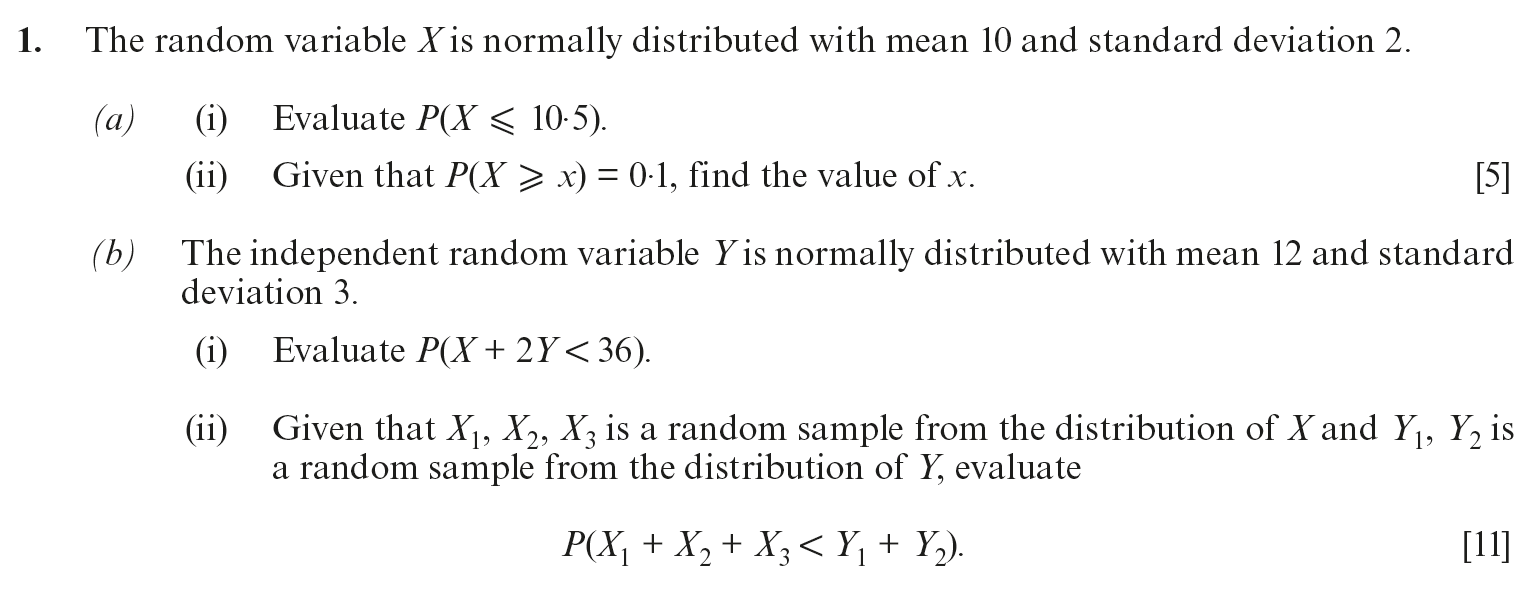 1. The random variable X is normally distributed with mean 10 and standard deviation 2.
(a) (i) Evaluate P(X ⩽ 10·5).
(ii) Given that P(X ⩾ x) = 0·1, find the value of x. [5]
(b) The independent random variable Y is normally distributed with mean 12 and standard
deviation 3.
(i) Evaluate P(X + 2Y < 36).
(ii) Given that X₁, X₂, X₃ is a random sample from the distribution of X and Y₁, Y₂ is
a random sample from the distribution of Y, evaluate
P(X₁ + X₂ + X₃ < Y₁ + Y₂). [11]